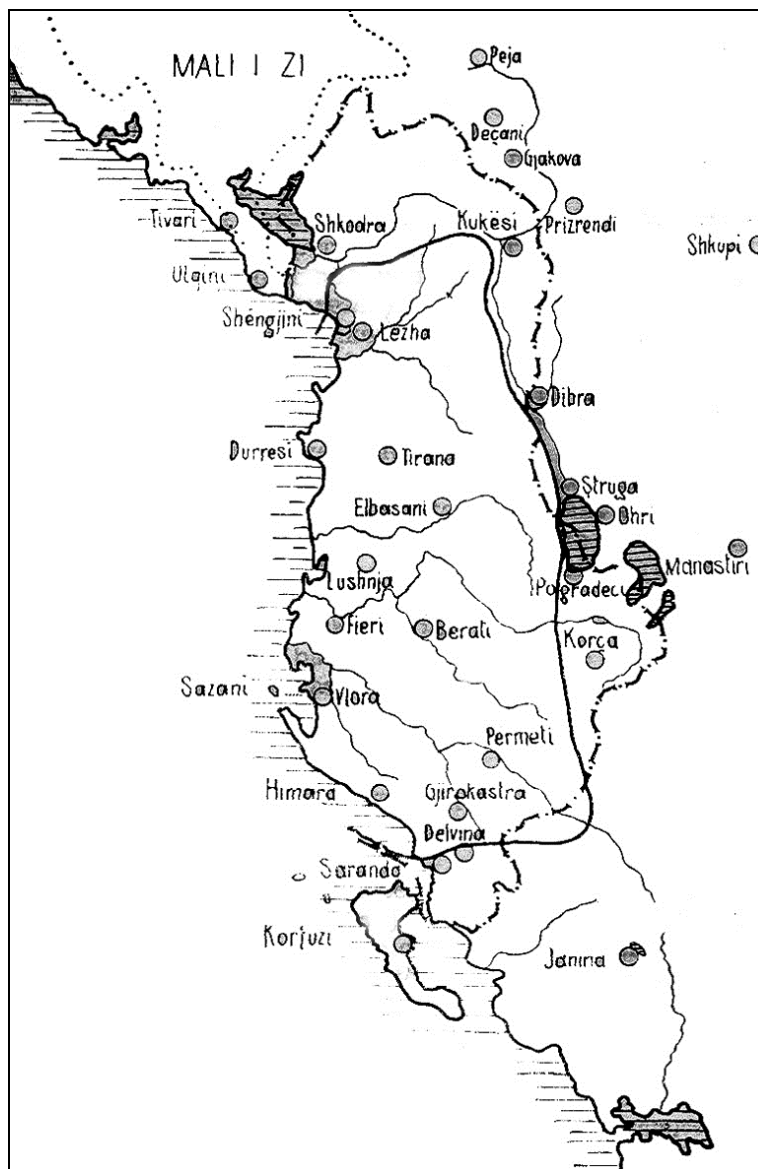 Peja
MALI I ZI
Deçani
Gjakova
Tivari
Shkodra
Kukësi
Prizrendi
Shkupi
Ulqini
Shëngjini
Lezha
Dibra
Durresi
Tirana
Struga
Elbasani
Ohri
Lushnja
Pogradeci
Manastiri
Fieri
Berati
Korça
Sazani
Vlora
Permeti
Himara
Gjirokastra
Delvina
Saranda
Korfuzi
Janina